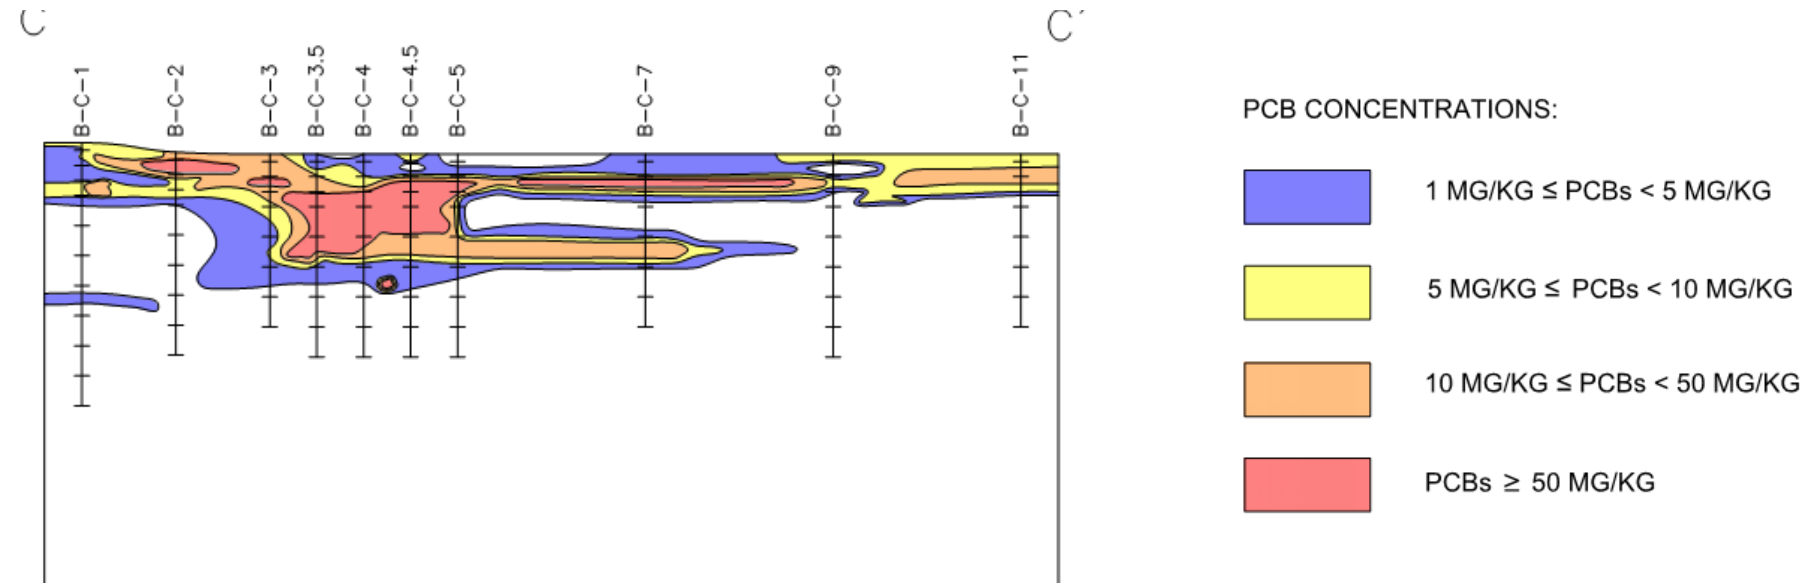 C
C´
B-C-1
B-C-2
B-C-3
B-C-3.5
B-C-4
B-C-4.5
B-C-5
B-C-7
B-C-9
B-C-11
PCB CONCENTRATIONS:
1 MG/KG ≤ PCBs < 5 MG/KG
5 MG/KG ≤ PCBs < 10 MG/KG
10 MG/KG ≤ PCBs < 50 MG/KG
PCBs ≥ 50 MG/KG